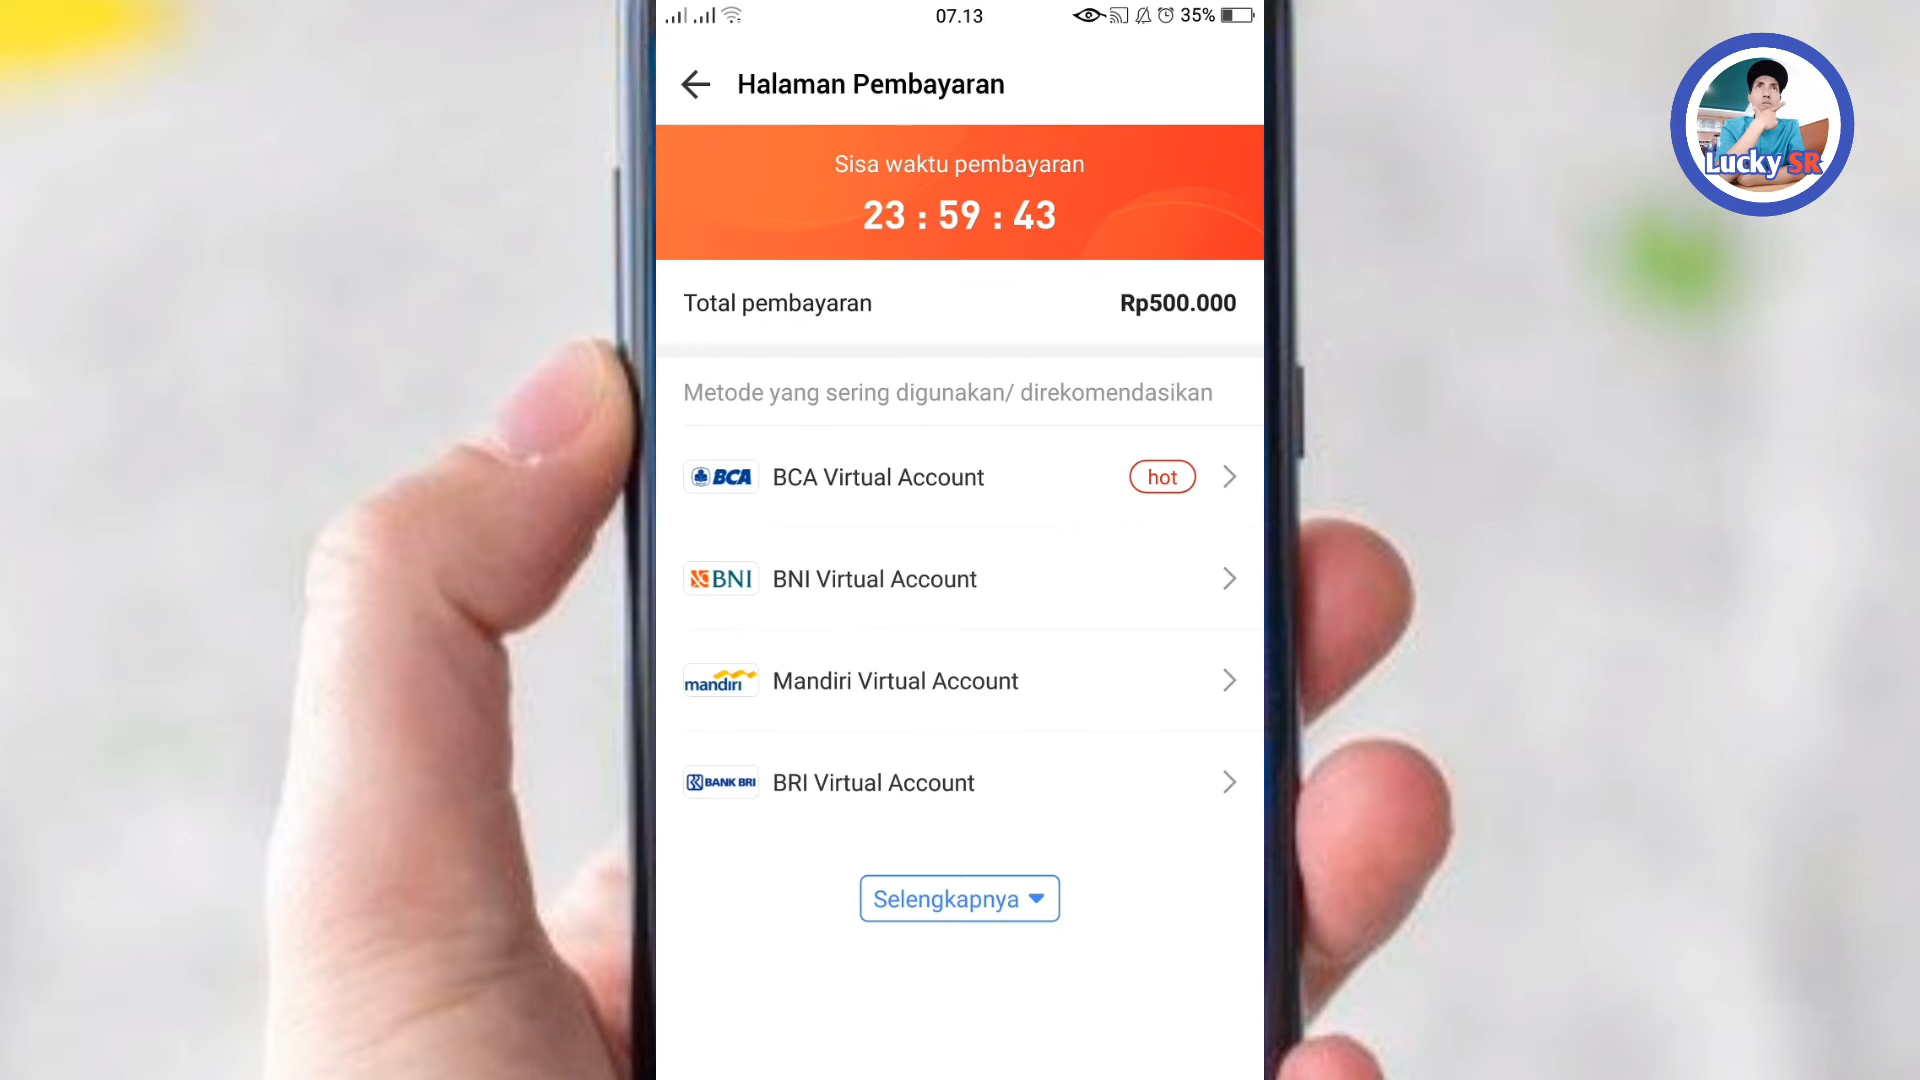 07.13
35%
Halaman Pembayaran
Lucky SR
Sisa waktu pembayaran
23 : 59 : 43
Total pembayaran Rp500.000
Metode yang sering digunakan/ direkomendasikan
BCA BCA Virtual Account hot
BNI BNI Virtual Account
mandiri Mandiri Virtual Account
BANK BRI BRI Virtual Account
Selengkapnya